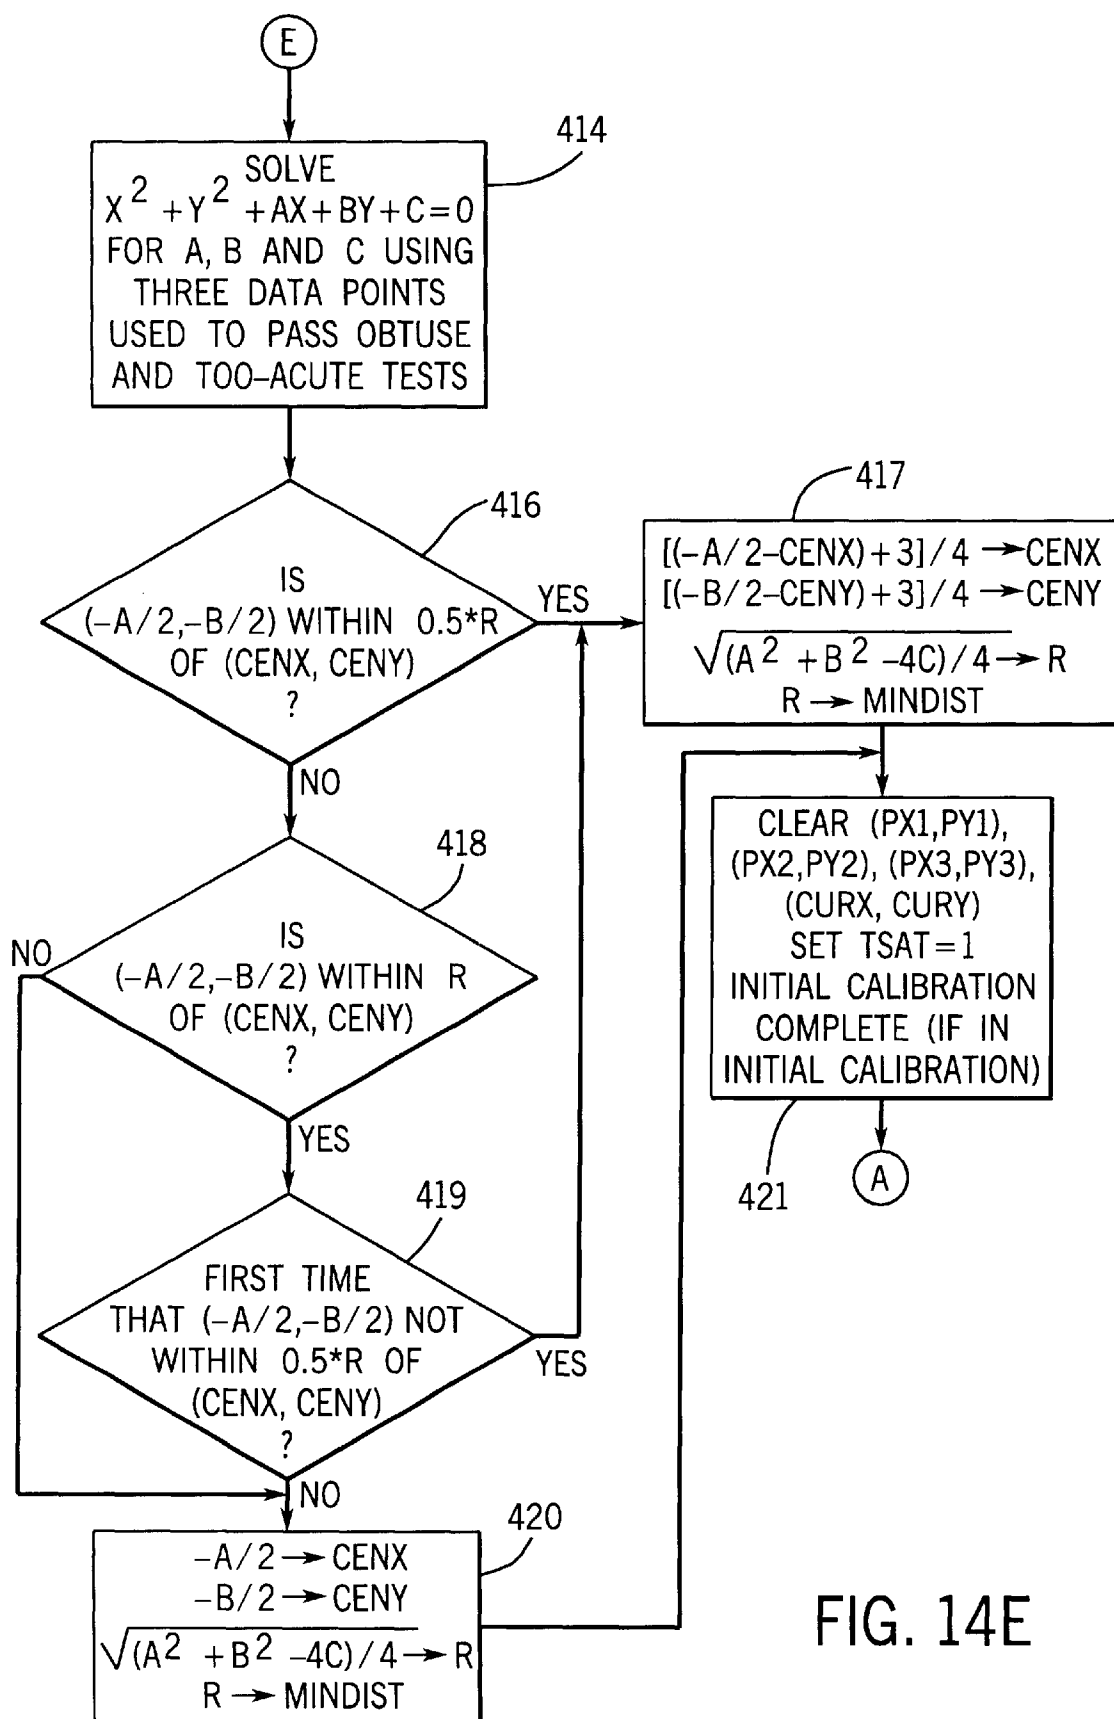 E
414
SOLVE
X² +Y² +AX+BY+C=0
FOR A, B AND C USING
THREE DATA POINTS
USED TO PASS OBTUSE
AND TOO-ACUTE TESTS
416
IS
(-A/2,-B/2) WITHIN 0.5*R
OF (CENX, CENY)
?
YES
NO
417
[(-A/2-CENX)+3]/4 → CENX
[(-B/2-CENY)+3]/4 → CENY
√(A² +B² -4C)/4 → R
R → MINDIST
418
NO
IS
(-A/2,-B/2) WITHIN R
OF (CENX, CENY)
?
YES
CLEAR (PX1,PY1),
(PX2,PY2), (PX3,PY3),
(CURX, CURY)
SET TSAT=1
INITIAL CALIBRATION
COMPLETE (IF IN
INITIAL CALIBRATION)
421
A
419
FIRST TIME
THAT (-A/2,-B/2) NOT
WITHIN 0.5*R OF
(CENX, CENY)
?
YES
NO
420
-A/2 → CENX
-B/2 → CENY
√(A² +B² -4C)/4 → R
R → MINDIST
FIG. 14E